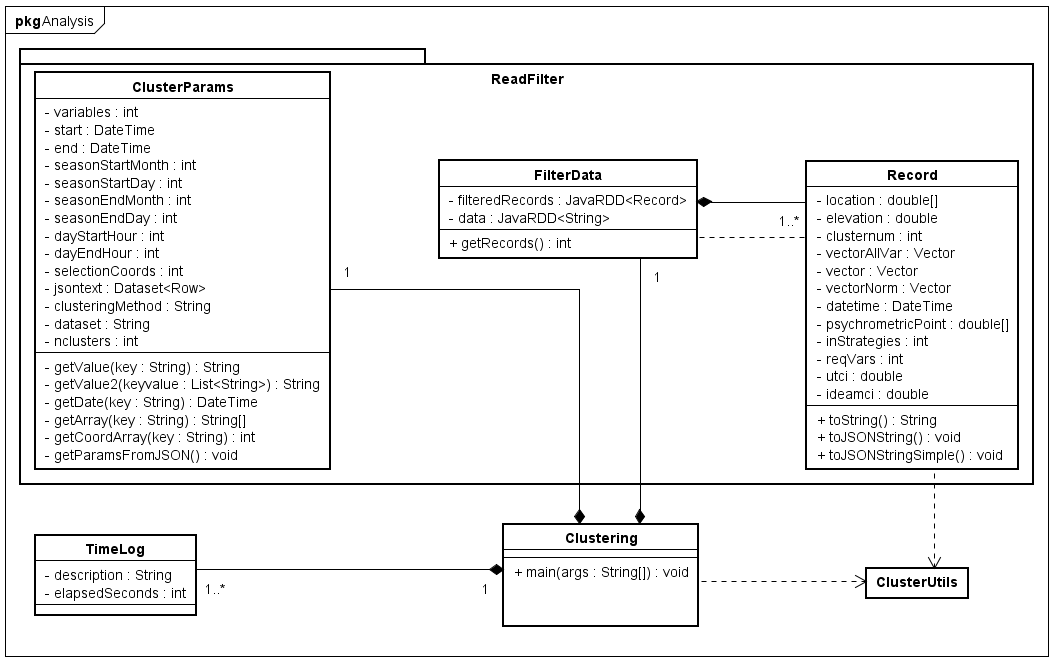 pkg Analysis
ReadFilter
ClusterParams
- variables : int
- start : DateTime
- end : DateTime
- seasonStartMonth : int
- seasonStartDay : int
- seasonEndMonth : int
- seasonEndDay : int
- dayStartHour : int
- dayEndHour : int
- selectionCoords : int
- jsontext : Dataset<Row>
- clusteringMethod : String
- dataset : String
- nclusters : int
- getValue(key : String) : String
- getValue2(keyvalue : List<String>) : String
- getDate(key : String) : DateTime
- getArray(key : String) : String[]
- getCoordArray(key : String) : int
- getParamsFromJSON() : void
1
FilterData
- filteredRecords : JavaRDD<Record>
- data : JavaRDD<String>
+ getRecords() : int
1
1..*
Record
- location : double[]
- elevation : double
- clusternum : int
- vectorAllVar : Vector
- vector : Vector
- vectorNorm : Vector
- datetime : DateTime
- psychrometricPoint : double[]
- inStrategies : int
- reqVars : int
- utci : double
- ideamci : double
+ toString() : String
+ toJSONString() : void
+ toJSONStringSimple() : void
TimeLog
- description : String
- elapsedSeconds : int
1..*
1
Clustering
+ main(args : String[]) : void
ClusterUtils